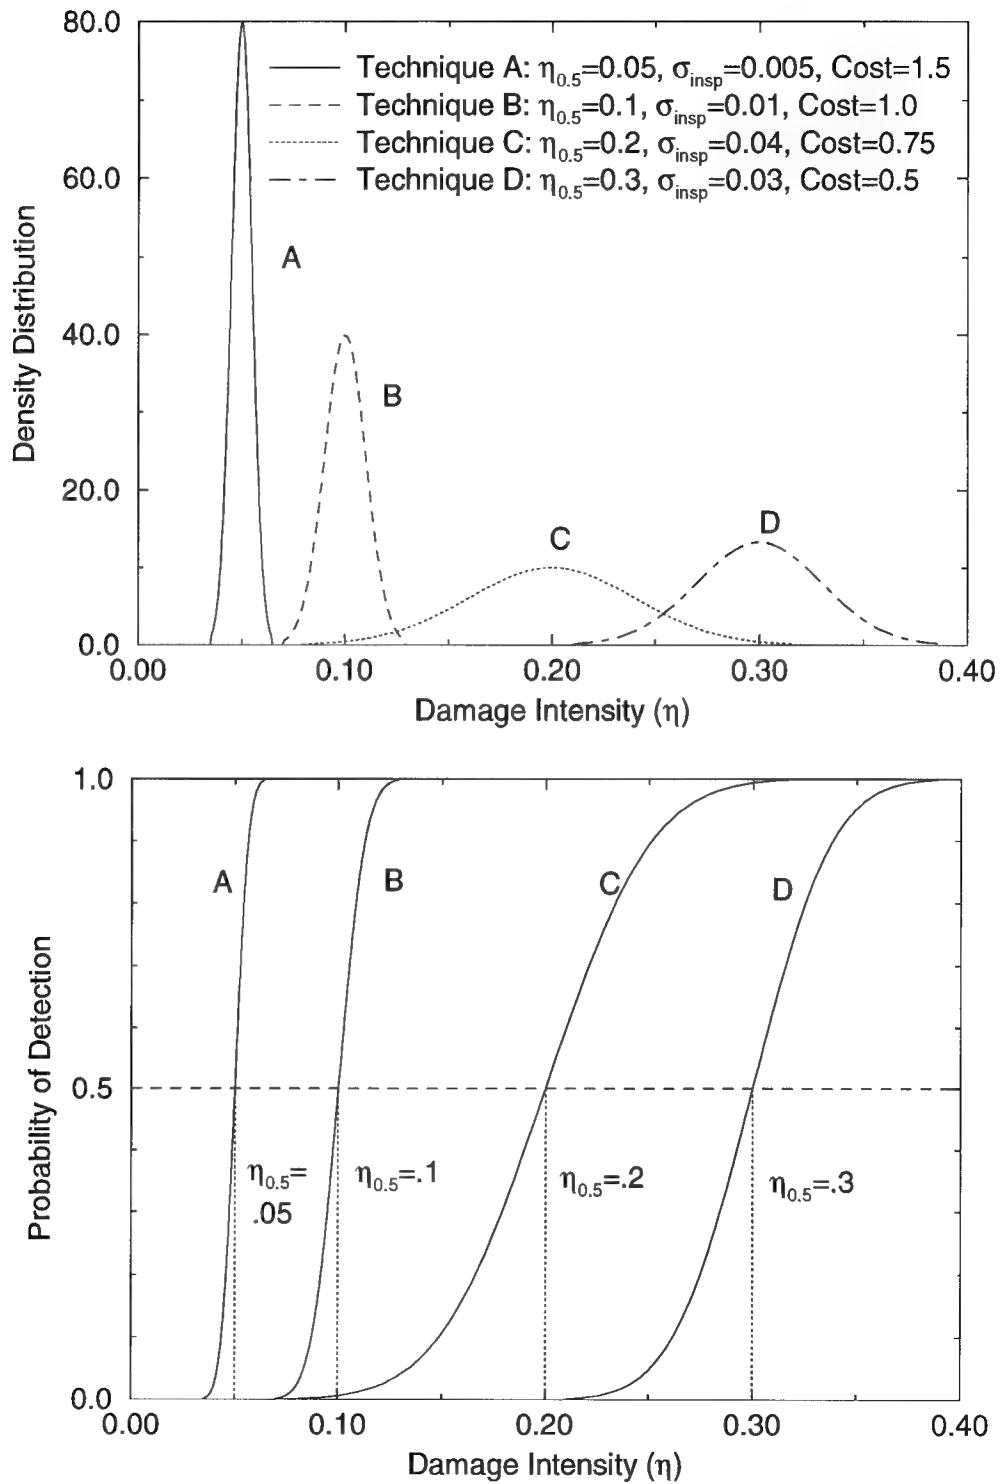 80.0
60.0
40.0
20.0
0.0
Density Distribution
Technique A: η0.5=0.05, σinsp=0.005, Cost=1.5
Technique B: η0.5=0.1, σinsp=0.01, Cost=1.0
Technique C: η0.5=0.2, σinsp=0.04, Cost=0.75
Technique D: η0.5=0.3, σinsp=0.03, Cost=0.5
A
B
C
D
0.00 0.10 0.20 0.30 0.40
Damage Intensity (η)
1.0
0.5
0.0
Probability of Detection
A
B
C
D
η0.5=
.05
η0.5=.1
η0.5=.2
η0.5=.3
0.00 0.10 0.20 0.30 0.40
Damage Intensity (η)